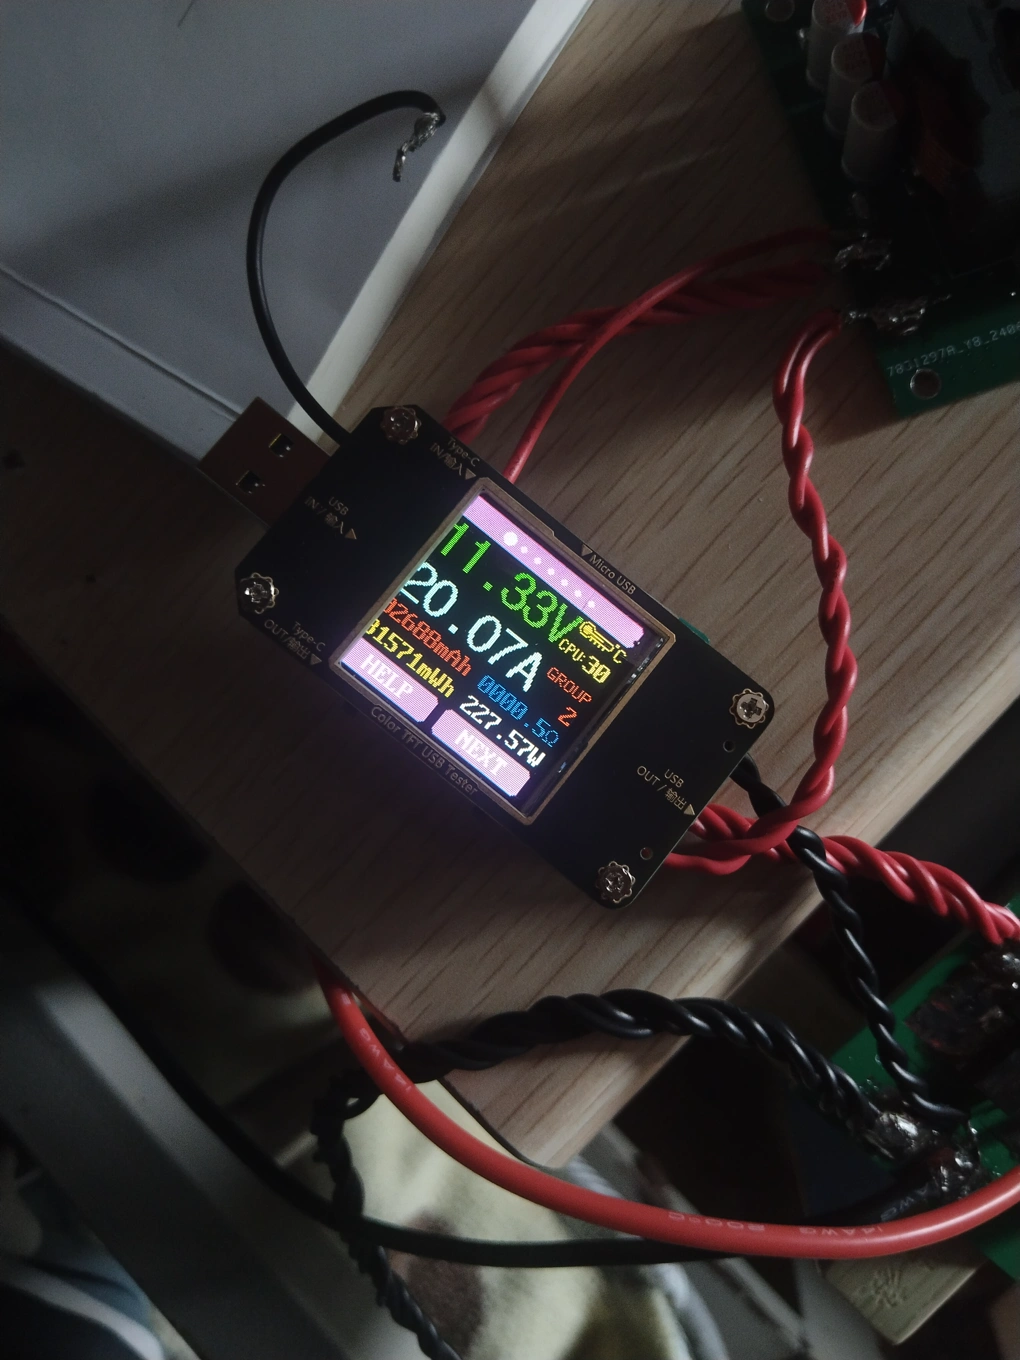 Type-C
IN/输入▼
USB
IN / 输入▶
▼Micro USB
11.33V
20.07A
℃
CPU:30
02688mAh
GROUP
2
31571mWh
0000.5Ω
227.57W
HELP
NEXT
Type-C
OUT/输出▼
Color TFT USB Tester
USB
OUT / 输出▶
14AWG